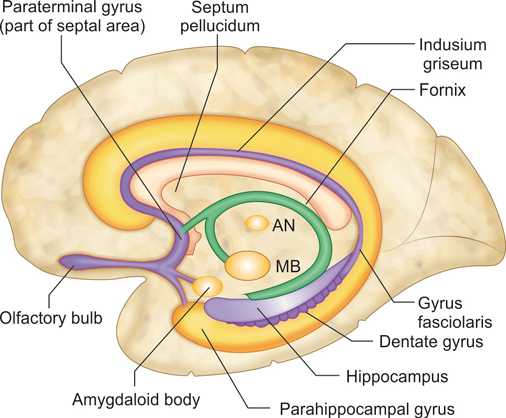 Paraterminal gyrus
(part of septal area)
Septum
pellucidum
Indusium
griseum
Fornix
AN
MB
Olfactory bulb
Gyrus
fasciolaris
Dentate gyrus
Hippocampus
Amygdaloid body
Parahippocampal gyrus